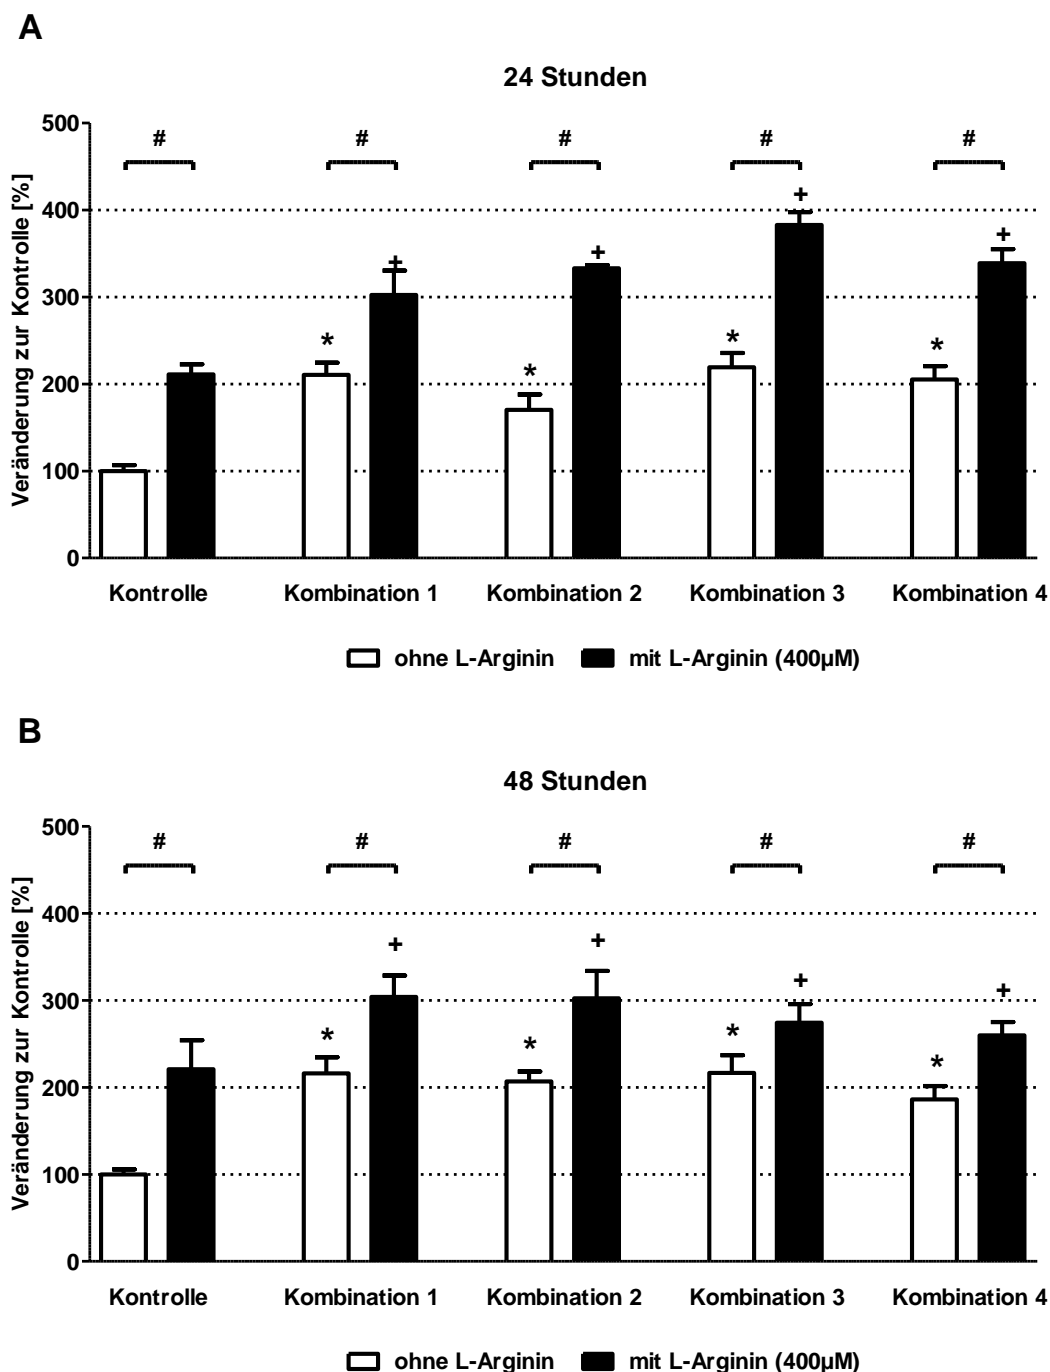 A
24 Stunden
Veränderung zur Kontrolle [%]
500
400
300
200
100
0
# # # # #
+ + + +
* * * *
Kontrolle Kombination 1 Kombination 2 Kombination 3 Kombination 4
ohne L-Arginin mit L-Arginin (400µM)
B
48 Stunden
Veränderung zur Kontrolle [%]
500
400
300
200
100
0
# # # # #
+ + + +
* * * *
Kontrolle Kombination 1 Kombination 2 Kombination 3 Kombination 4
ohne L-Arginin mit L-Arginin (400µM)